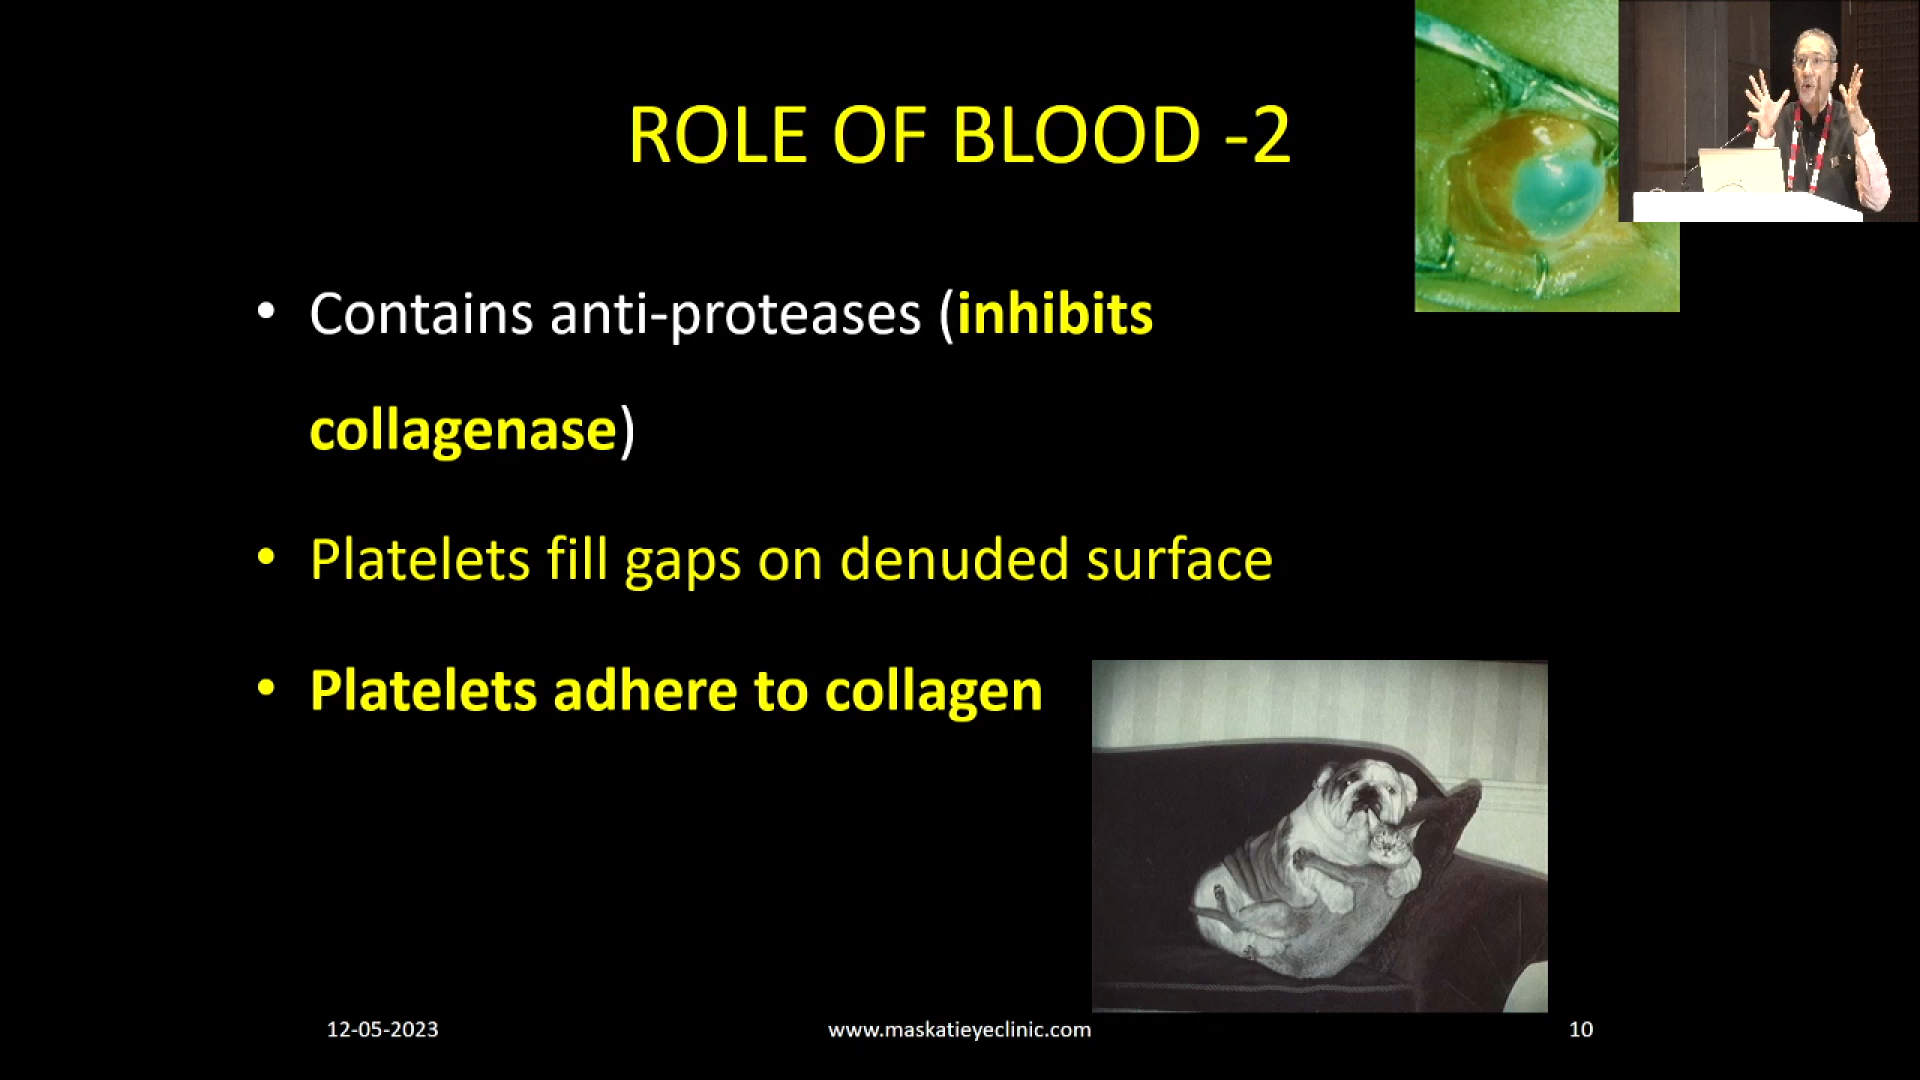 ROLE OF BLOOD -2
• Contains anti-proteases (inhibits
collagenase)
• Platelets fill gaps on denuded surface
• Platelets adhere to collagen
12-05-2023
www.maskatieyeclinic.com
10